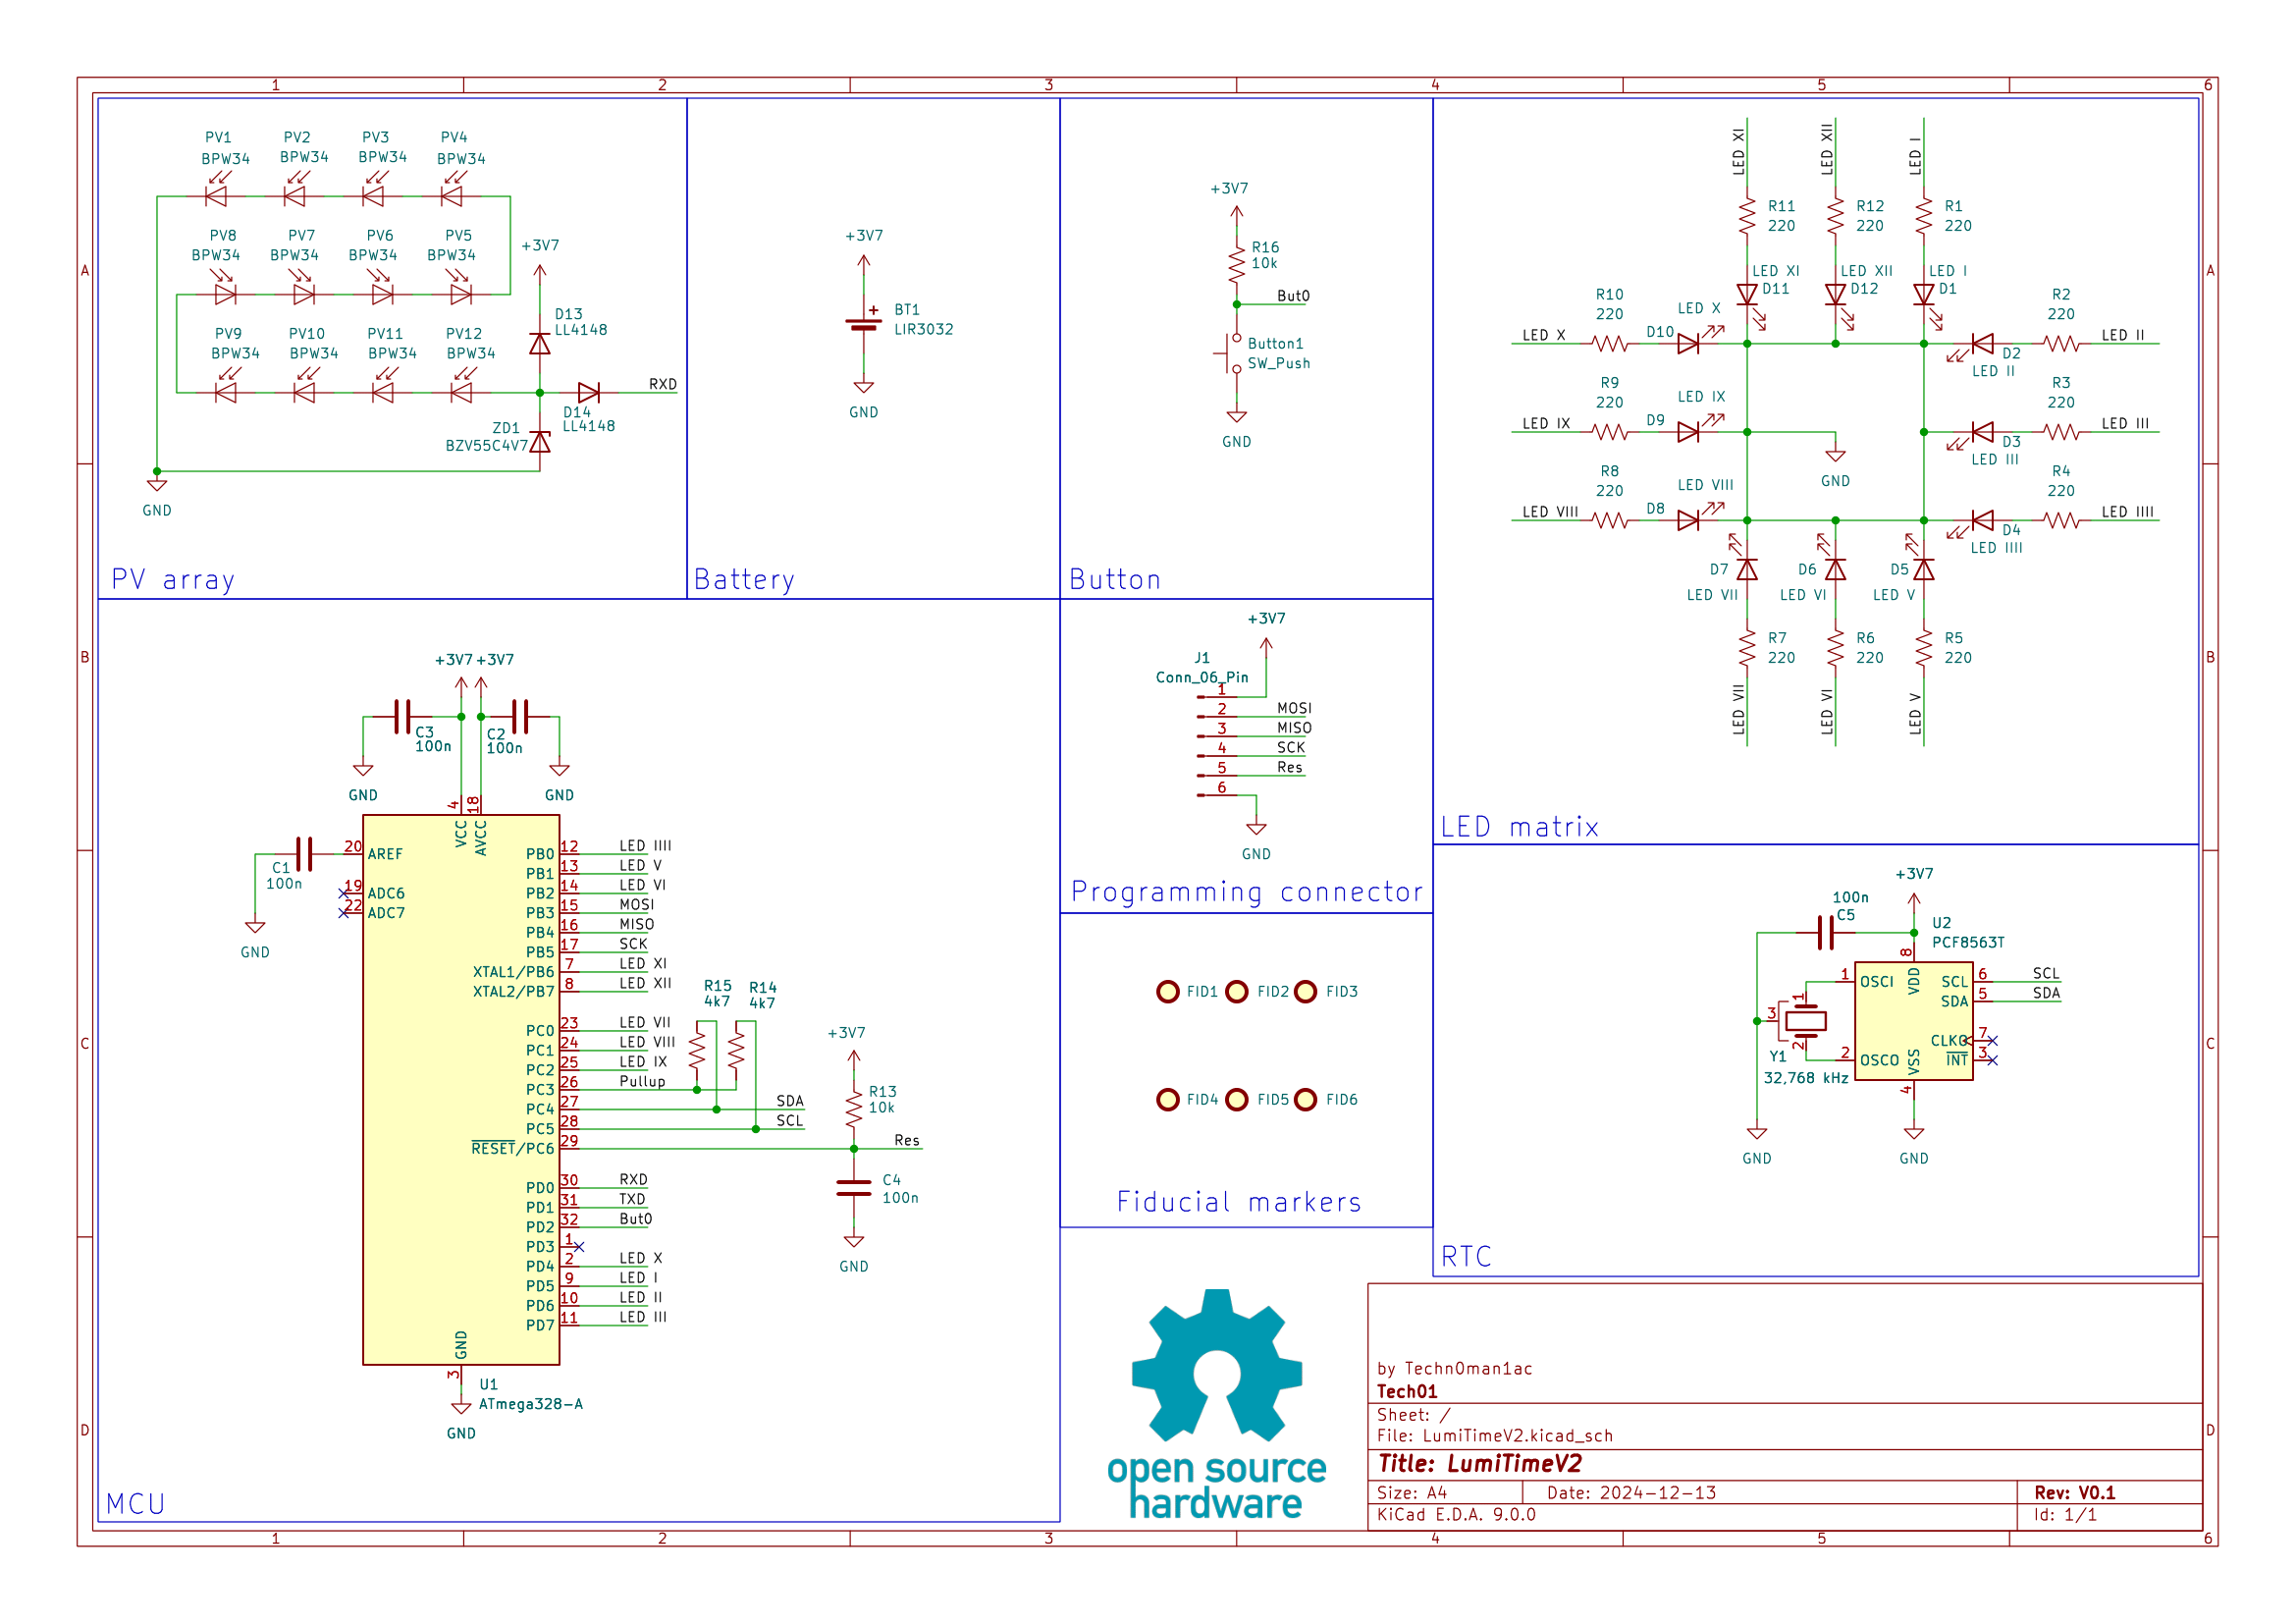 1 2 3 4 5 6
A
B
C
D
PV1 PV2 PV3 PV4
BPW34 BPW34 BPW34 BPW34
PV8 PV7 PV6 PV5
BPW34 BPW34 BPW34 BPW34
+3V7
D13
LL4148
PV9 PV10 PV11 PV12
BPW34 BPW34 BPW34 BPW34
RXD
D14
LL4148
ZD1
BZV55C4V7
GND
PV array
+3V7
BT1
LIR3032
GND
Battery
+3V7
R16
10k
But0
Button1
SW_Push
GND
Button
LED XI LED XII LED I
R11 R12 R1
220 220 220
LED XI LED XII LED I
D11 D12 D1
R10 LED X R2
220 220
LED X D10 D2 LED II
LED II
R9 LED IX R3
220 220
LED IX D9 D3 LED III
LED III
GND
R8 LED VIII R4
220 220
LED VIII D8 D4 LED IIII
LED IIII
D7 D6 D5
LED VII LED VI LED V
R7 R6 R5
220 220 220
LED VII LED VI LED V
LED matrix
+3V7 +3V7
C3
100n
C2
100n
GND GND
4 18
VCC AVCC
C1
100n
GND
20 AREF
19 ADC6
22 ADC7
PB0 12 LED IIII
PB1 13 LED V
PB2 14 LED VI
PB3 15 MOSI
PB4 16 MISO
PB5 17 SCK
XTAL1/PB6 7 LED XI
XTAL2/PB7 8 LED XII
PC0 23 LED VII
PC1 24 LED VIII
PC2 25 LED IX
PC3 26 Pullup
PC4 27 SDA
PC5 28 SCL
RESET/PC6 29 Res
PD0 30 RXD
PD1 31 TXD
PD2 32 But0
PD3 1
PD4 2 LED X
PD5 9 LED I
PD6 10 LED II
PD7 11 LED III
GND
3
U1
ATmega328-A
GND
R15
4k7
R14
4k7
+3V7
R13
10k
C4
100n
GND
MCU
+3V7
J1
Conn_06_Pin
1
2 MOSI
3 MISO
4 SCK
5 Res
6
GND
Programming connector
FID1 FID2 FID3
FID4 FID5 FID6
Fiducial markers
+3V7
100n
C5
U2
PCF8563T
8
VDD
1 OSCI SCL 6 SCL
SDA 5 SDA
1
3
2
Y1
32,768 kHz
CLKO 7
2 OSCO INT 3
VSS
4
GND GND
RTC
open source
hardware
by Techn0man1ac
Tech01
Sheet: /
File: LumiTimeV2.kicad_sch
Title: LumiTimeV2
Size: A4 Date: 2024-12-13 Rev: V0.1
KiCad E.D.A. 9.0.0 Id: 1/1
1 2 3 4 5 6
A
B
C
D